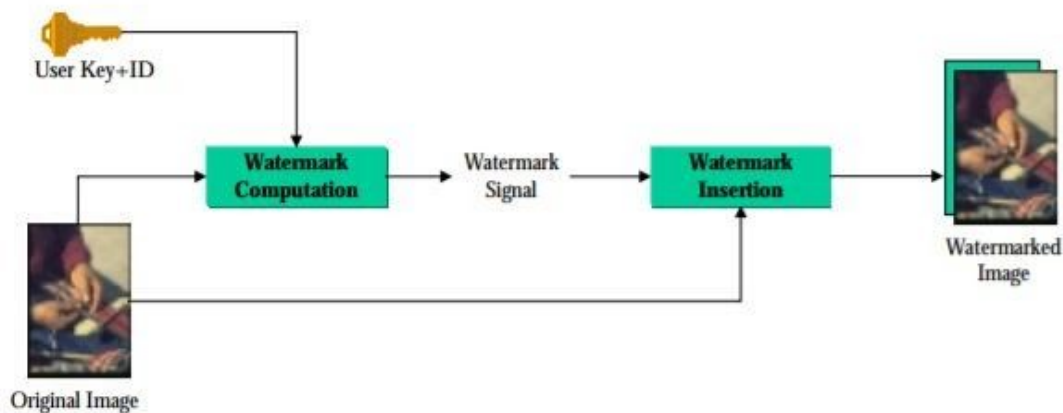 User Key+ID
Watermark
Computation
Watermark
Signal
Watermark
Insertion
Watermarked
Image
Original Image